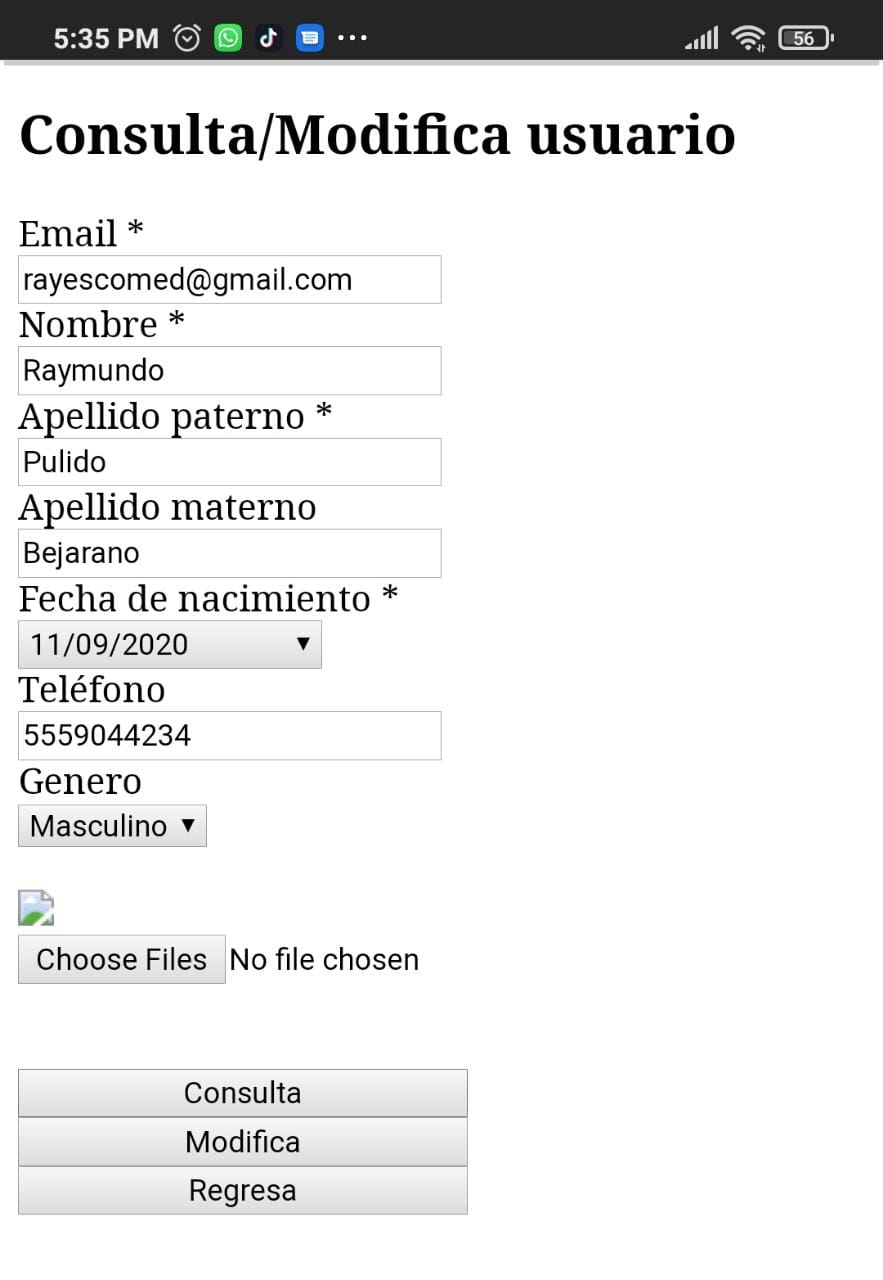 5:35 PM
56
Consulta/Modifica usuario
Email *
rayescomed@gmail.com
Nombre *
Raymundo
Apellido paterno *
Pulido
Apellido materno
Bejarano
Fecha de nacimiento *
11/09/2020
Teléfono
5559044234
Genero
Masculino
Choose Files No file chosen
Consulta
Modifica
Regresa